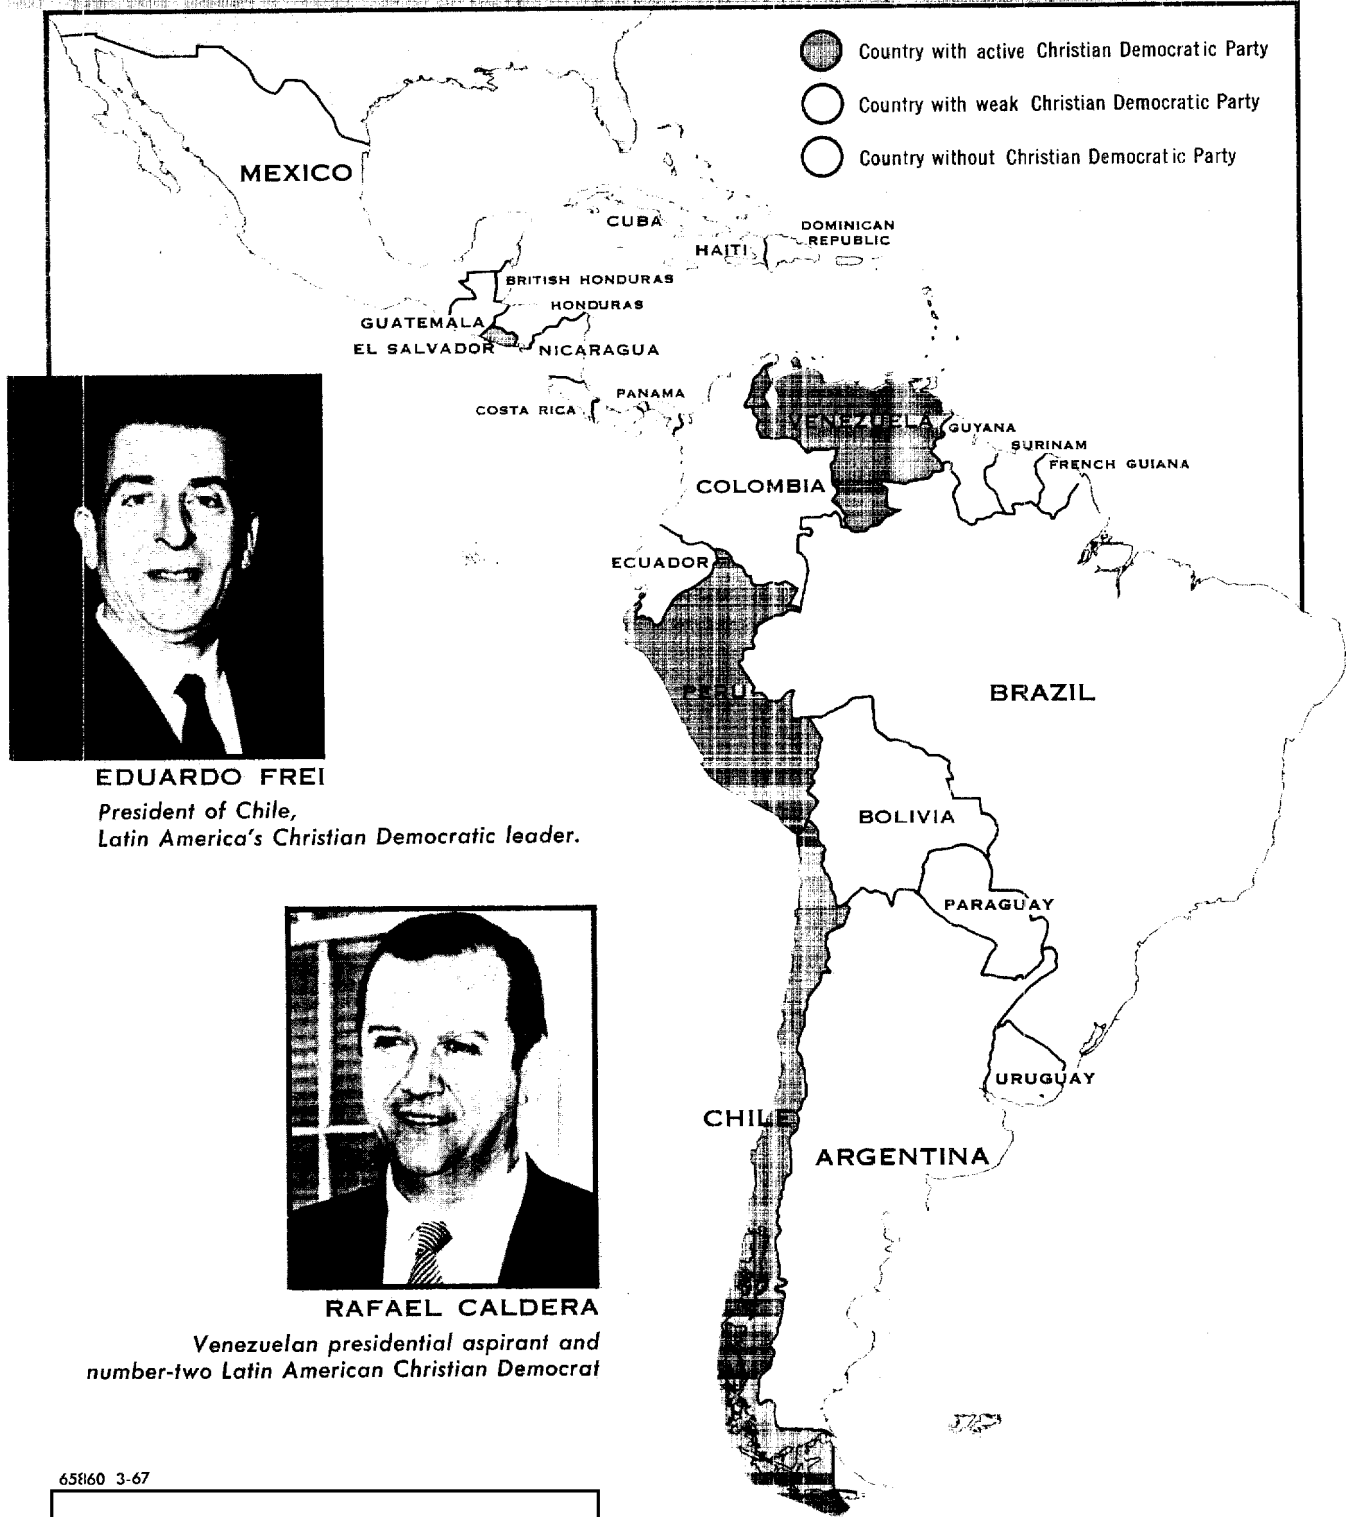 Country with active Christian Democratic Party
Country with weak Christian Democratic Party
Country without Christian Democratic Party
MEXICO
CUBA
DOMINICAN
REPUBLIC
HAITI
BRITISH HONDURAS
HONDURAS
GUATEMALA
EL SALVADOR
NICARAGUA
PANAMA
COSTA RICA
VENEZUELA
GUYANA
SURINAM
FRENCH GUIANA
COLOMBIA
ECUADOR
PERU
BRAZIL
EDUARDO FREI
President of Chile,
Latin America's Christian Democratic leader.
BOLIVIA
PARAGUAY
URUGUAY
CHILE
ARGENTINA
RAFAEL CALDERA
Venezuelan presidential aspirant and
number-two Latin American Christian Democrat
65860 3-67